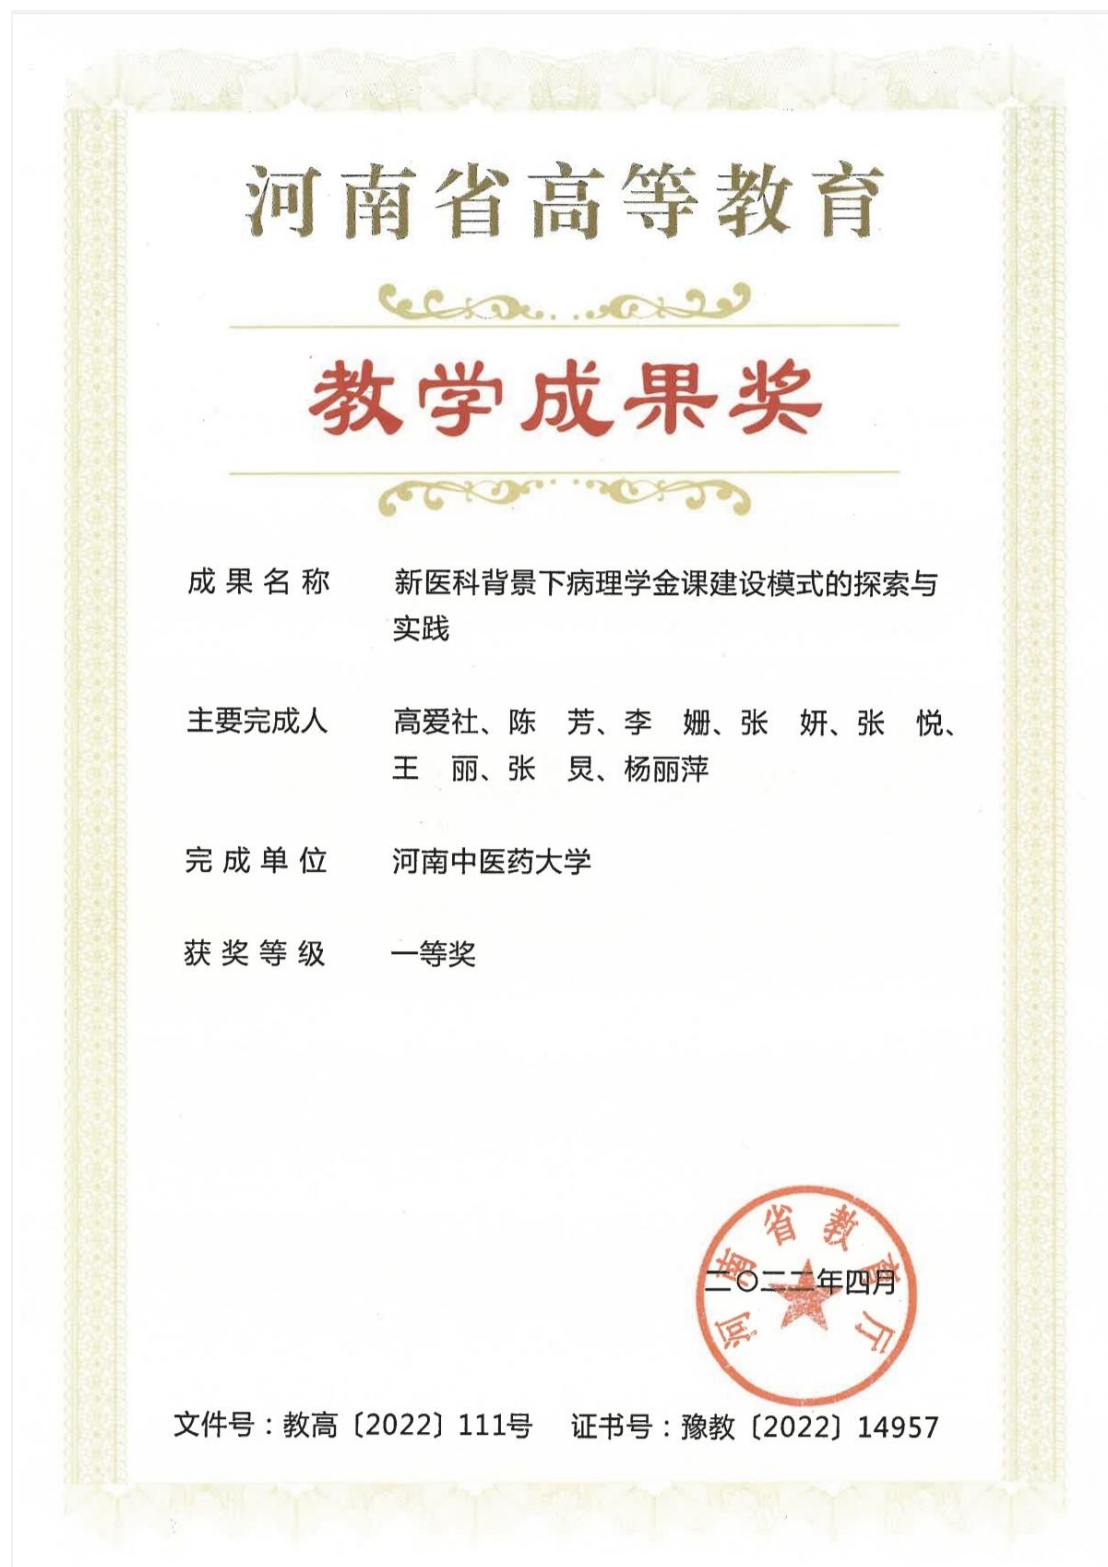 河南省高等教育
教学成果奖
成果名称 新医科背景下病理学金课建设模式的探索与
实践
主要完成人 高爱社、陈 芳、李 姗、张 妍、张 悦、
王 丽、张 炅、杨丽萍
完成单位 河南中医药大学
获奖等级 一等奖
河南省教育厅
二〇二二年四月
文件号：教高〔2022〕111号 证书号：豫教〔2022〕14957